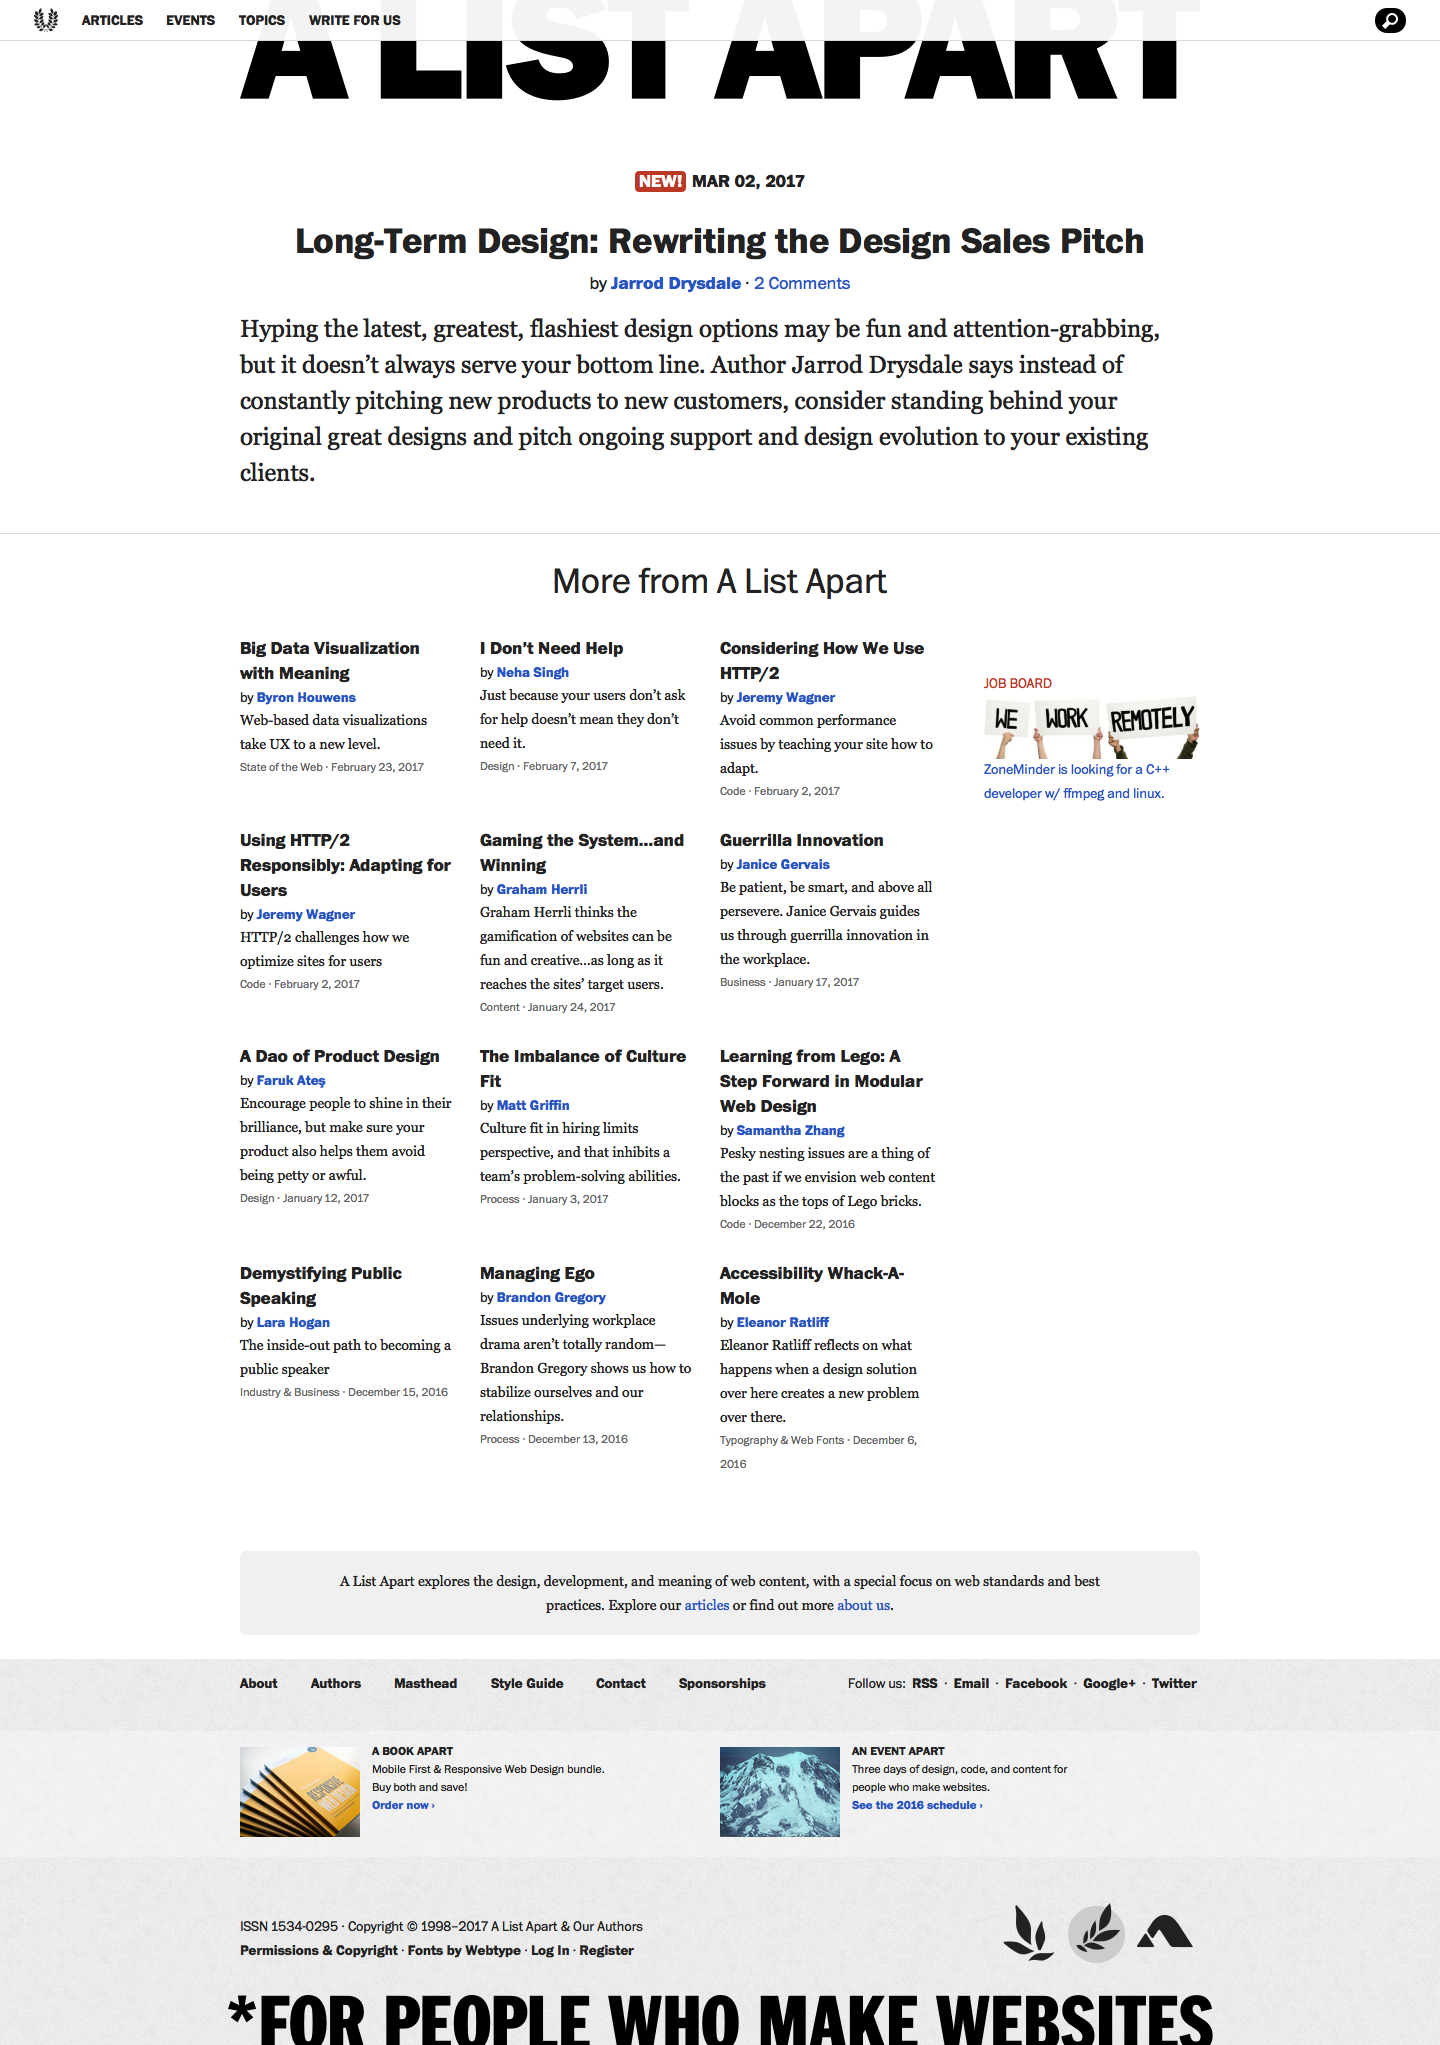 ARTICLES EVENTS TOPICS WRITE FOR US
A LIST APART
NEW! MAR 02, 2017
Long-Term Design: Rewriting the Design Sales Pitch
by Jarrod Drysdale · 2 Comments
Hyping the latest, greatest, flashiest design options may be fun and attention-grabbing,
but it doesn’t always serve your bottom line. Author Jarrod Drysdale says instead of
constantly pitching new products to new customers, consider standing behind your
original great designs and pitch ongoing support and design evolution to your existing
clients.
More from A List Apart
Big Data Visualization
with Meaning
by Byron Houwens
Web-based data visualizations
take UX to a new level.
State of the Web · February 23, 2017
I Don’t Need Help
by Neha Singh
Just because your users don’t ask
for help doesn’t mean they don’t
need it.
Design · February 7, 2017
Considering How We Use
HTTP/2
by Jeremy Wagner
Avoid common performance
issues by teaching your site how to
adapt.
Code · February 2, 2017
JOB BOARD
WE WORK REMOTELY
ZoneMinder is looking for a C++
developer w/ ffmpeg and linux.
Using HTTP/2
Responsibly: Adapting for
Users
by Jeremy Wagner
HTTP/2 challenges how we
optimize sites for users
Code · February 2, 2017
Gaming the System…and
Winning
by Graham Herrli
Graham Herrli thinks the
gamification of websites can be
fun and creative…as long as it
reaches the sites’ target users.
Content · January 24, 2017
Guerrilla Innovation
by Janice Gervais
Be patient, be smart, and above all
persevere. Janice Gervais guides
us through guerrilla innovation in
the workplace.
Business · January 17, 2017
A Dao of Product Design
by Faruk Ateş
Encourage people to shine in their
brilliance, but make sure your
product also helps them avoid
being petty or awful.
Design · January 12, 2017
The Imbalance of Culture
Fit
by Matt Griffin
Culture fit in hiring limits
perspective, and that inhibits a
team’s problem-solving abilities.
Process · January 3, 2017
Learning from Lego: A
Step Forward in Modular
Web Design
by Samantha Zhang
Pesky nesting issues are a thing of
the past if we envision web content
blocks as the tops of Lego bricks.
Code · December 22, 2016
Demystifying Public
Speaking
by Lara Hogan
The inside-out path to becoming a
public speaker
Industry & Business · December 15, 2016
Managing Ego
by Brandon Gregory
Issues underlying workplace
drama aren’t totally random—
Brandon Gregory shows us how to
stabilize ourselves and our
relationships.
Process · December 13, 2016
Accessibility Whack-A-
Mole
by Eleanor Ratliff
Eleanor Ratliff reflects on what
happens when a design solution
over here creates a new problem
over there.
Typography & Web Fonts · December 6,
2016
A List Apart explores the design, development, and meaning of web content, with a special focus on web standards and best
practices. Explore our articles or find out more about us.
About Authors Masthead Style Guide Contact Sponsorships Follow us: RSS · Email · Facebook · Google+ · Twitter
RESPONSIVE WEB DESIGN
A BOOK APART
Mobile First & Responsive Web Design bundle.
Buy both and save!
Order now ›
AN EVENT APART
Three days of design, code, and content for
people who make websites.
See the 2016 schedule ›
ISSN 1534-0295 · Copyright © 1998–2017 A List Apart & Our Authors
Permissions & Copyright · Fonts by Webtype · Log In · Register
*FOR PEOPLE WHO MAKE WEBSITES